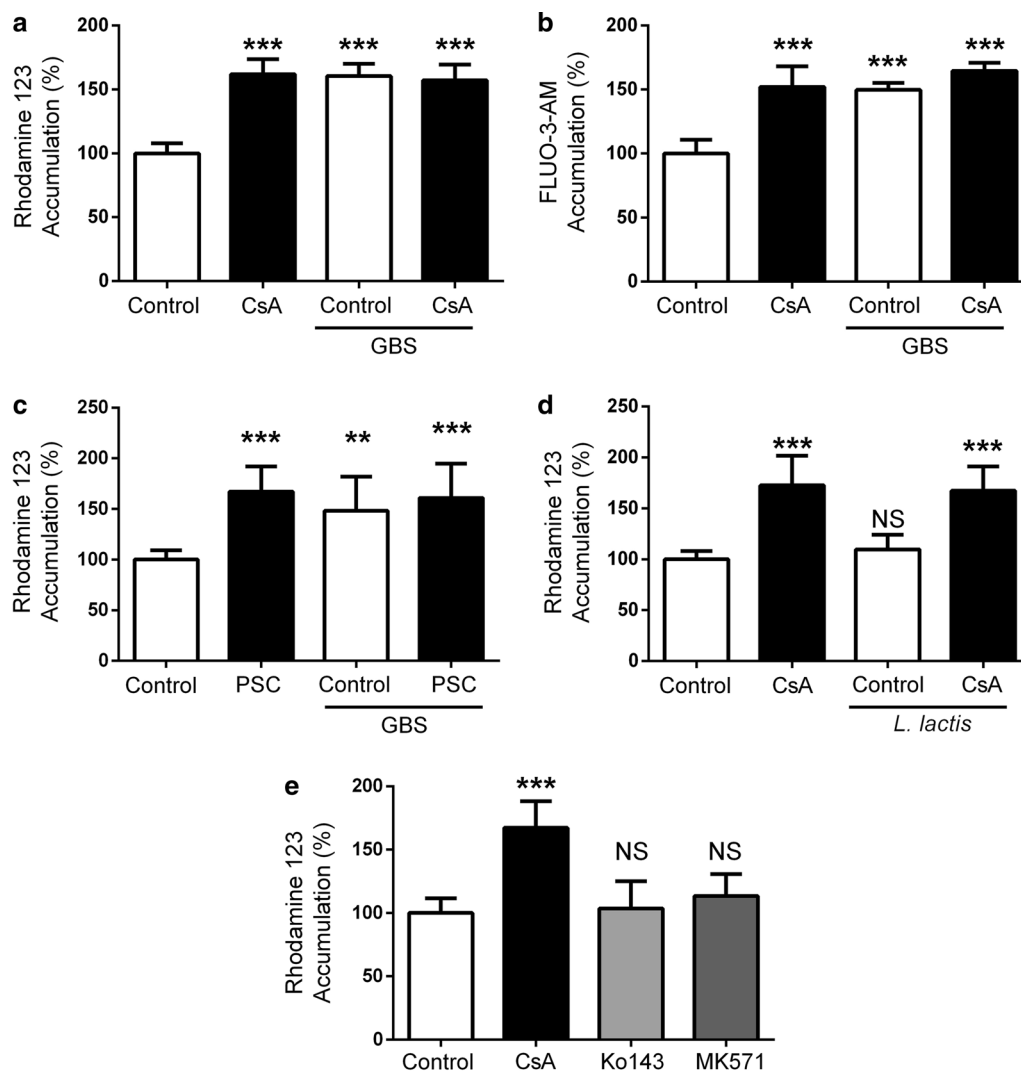 a
Rhodamine 123
Accumulation (%)
200
150
100
50
0
***
***
***
Control
CsA
Control
CsA
GBS
b
FLUO-3-AM
Accumulation (%)
200
150
100
50
0
***
***
***
Control
CsA
Control
CsA
GBS
c
Rhodamine 123
Accumulation (%)
250
200
150
100
50
0
***
**
***
Control
PSC
Control
PSC
GBS
d
Rhodamine 123
Accumulation (%)
250
200
150
100
50
0
***
NS
***
Control
CsA
Control
CsA
L. lactis
e
Rhodamine 123
Accumulation (%)
200
150
100
50
0
***
NS
NS
Control
CsA
Ko143
MK571